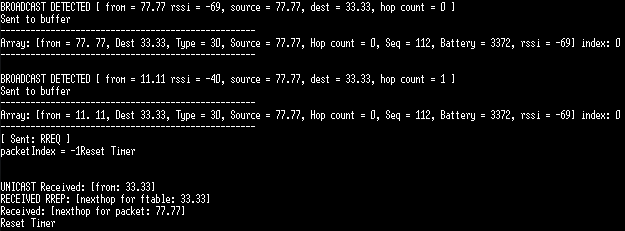 BROADCAST DETECTED [ from = 77.77 rssi = -69, source = 77.77, dest = 33.33, hop count = 0 ]
Sent to buffer
---------------------------------------------------
Array: [from = 77. 77, Dest 33.33, Type = 30, Source = 77.77, Hop count = 0, Seq = 112, Battery = 3372, rssi = -69] index: 0
---------------------------------------------------
BROADCAST DETECTED [ from = 11.11 rssi = -40, source = 77.77, dest = 33.33, hop count = 1 ]
Sent to buffer
---------------------------------------------------
Array: [from = 11. 11, Dest 33.33, Type = 30, Source = 77.77, Hop count = 0, Seq = 112, Battery = 3372, rssi = -69] index: 0
---------------------------------------------------
[ Sent: RREQ ]
packetIndex = -1Reset Timer
UNICAST Received: [from: 33.33]
RECEIVED RREP: [nexthop for ftable: 33.33]
Received: [nexthop for packet: 77.77]
Reset Timer